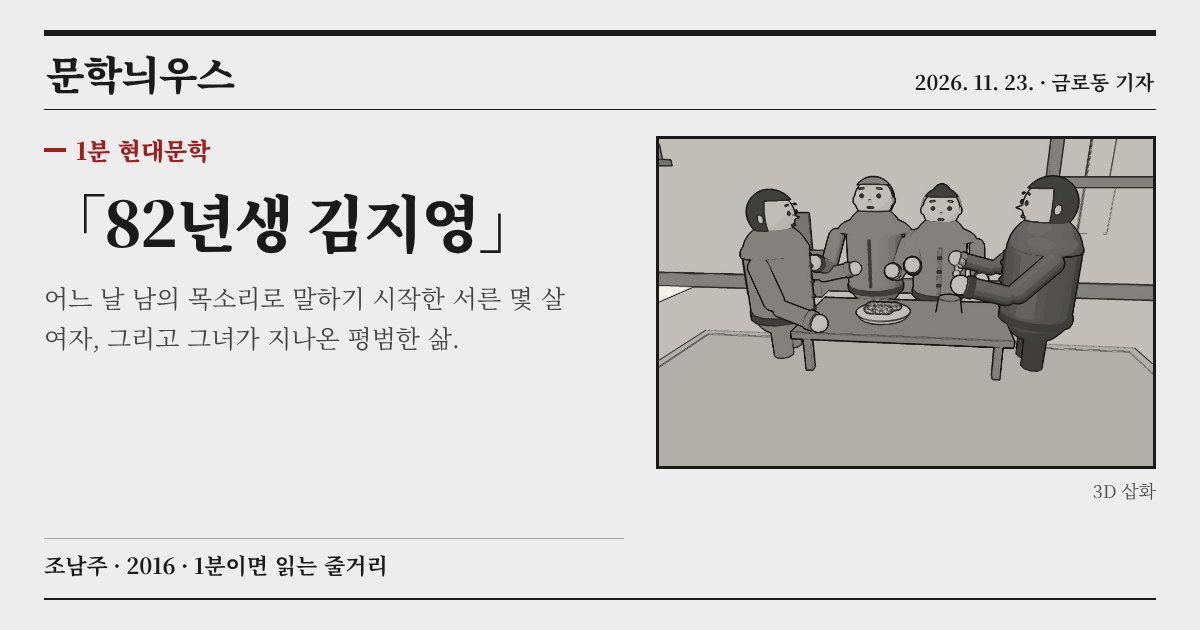 문학늬우스
2026. 11. 23. · 금로동 기자
1분 현대문학
「82년생 김지영」
어느 날 남의 목소리로 말하기 시작한 서른 몇 살
여자, 그리고 그녀가 지나온 평범한 삶.
3D 삽화
조남주 · 2016 · 1분이면 읽는 줄거리